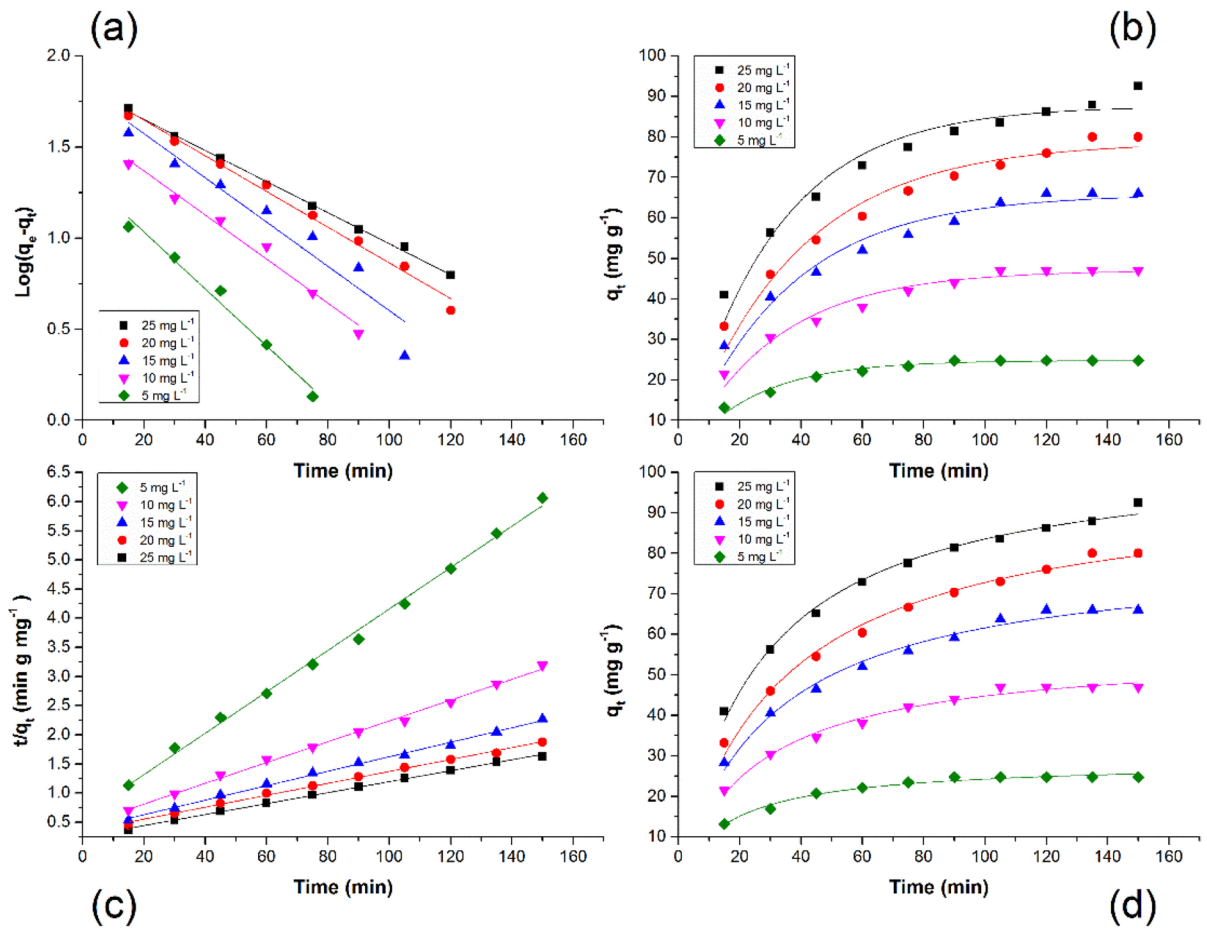 (a)
2.0
1.5
1.0
0.5
0.0
Log(qe-qt)
25 mg L-1
20 mg L-1
15 mg L-1
10 mg L-1
5 mg L-1
0 20 40 60 80 100 120 140 160
Time (min)
(b)
100
90
80
70
60
50
40
30
20
10
qt (mg g-1)
25 mg L-1
20 mg L-1
15 mg L-1
10 mg L-1
5 mg L-1
0 20 40 60 80 100 120 140 160
Time (min)
6.5
6.0
5.5
5.0
4.5
4.0
3.5
3.0
2.5
2.0
1.5
1.0
0.5
t/qt (min g mg-1)
5 mg L-1
10 mg L-1
15 mg L-1
20 mg L-1
25 mg L-1
0 20 40 60 80 100 120 140 160
Time (min)
(c)
100
90
80
70
60
50
40
30
20
10
qt (mg g-1)
25 mg L-1
20 mg L-1
15 mg L-1
10 mg L-1
5 mg L-1
0 20 40 60 80 100 120 140 160
Time (min)
(d)